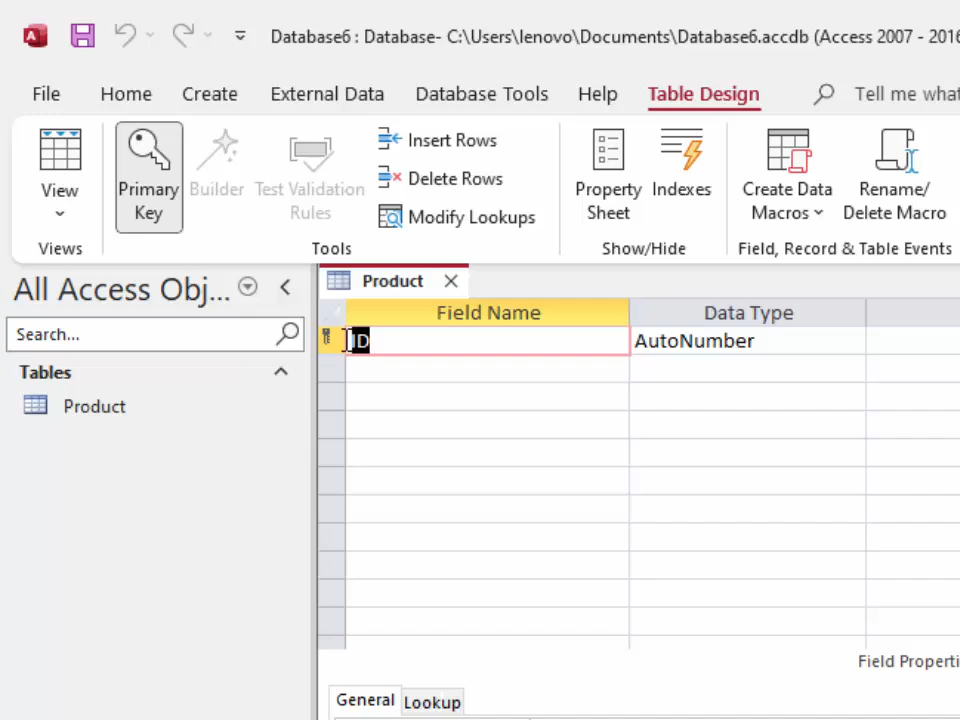 Database6 : Database- C:\Users\lenovo\Documents\Database6.accdb (Access 2007 - 2016
File Home Create External Data Database Tools Help Table Design Tell me what
View
Primary Key
Builder
Test Validation Rules
Insert Rows
Delete Rows
Modify Lookups
Property Sheet
Indexes
Create Data Macros
Rename/ Delete Macro
Views Tools Show/Hide Field, Record & Table Events
All Access Obj...
Search...
Tables
Product
Product
Field Name Data Type
ID AutoNumber
Field Properti
General Lookup